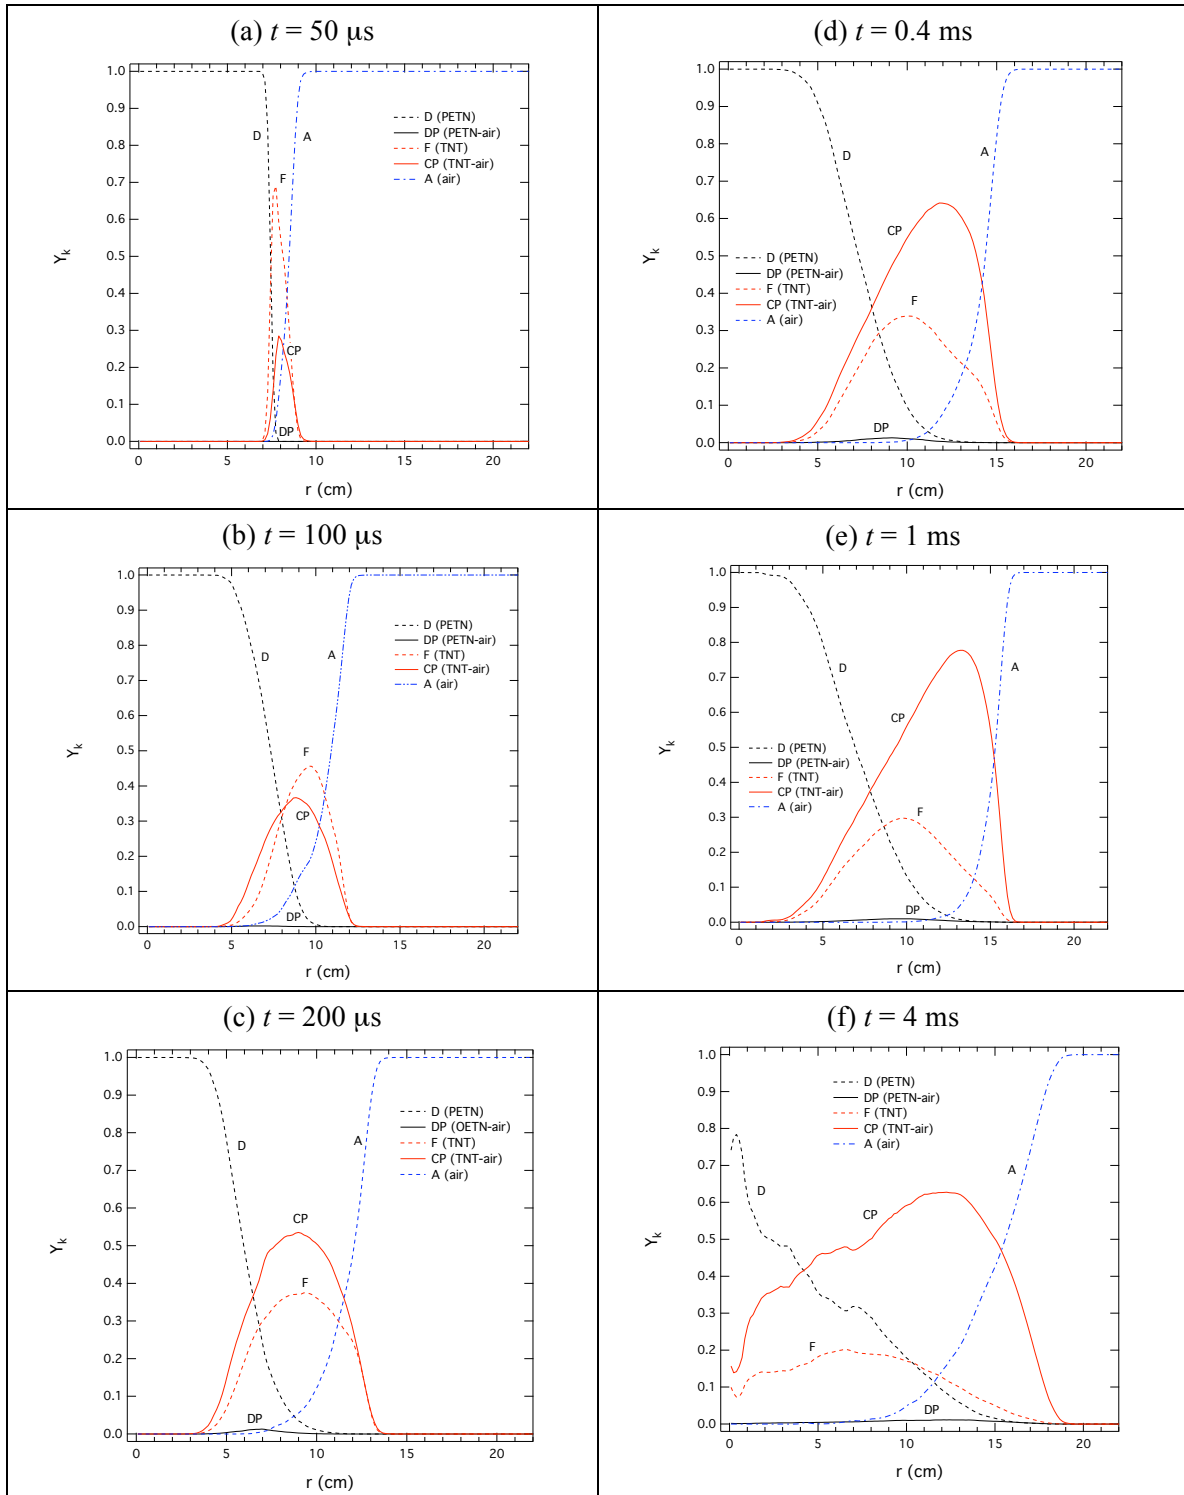 (a) t = 50 μs
1.0
0.9
0.8
0.7
0.6
0.5
0.4
0.3
0.2
0.1
0.0
Y_k
D
A
F
CP
DP
D (PETN)
DP (PETN-air)
F (TNT)
CP (TNT-air)
A (air)
0 5 10 15 20
r (cm)
(d) t = 0.4 ms
1.0
0.9
0.8
0.7
0.6
0.5
0.4
0.3
0.2
0.1
0.0
Y_k
A
D
CP
F
DP
D (PETN)
DP (PETN-air)
F (TNT)
CP (TNT-air)
A (air)
0 5 10 15 20
r (cm)
(b) t = 100 μs
1.0
0.9
0.8
0.7
0.6
0.5
0.4
0.3
0.2
0.1
0.0
Y_k
D
A
F
CP
DP
D (PETN)
DP (PETN-air)
F (TNT)
CP (TNT-air)
A (air)
0 5 10 15 20
r (cm)
(e) t = 1 ms
1.0
0.9
0.8
0.7
0.6
0.5
0.4
0.3
0.2
0.1
0.0
Y_k
D
A
CP
F
DP
D (PETN)
DP (PETN-air)
F (TNT)
CP (TNT-air)
A (air)
0 5 10 15 20
r (cm)
(c) t = 200 μs
1.0
0.9
0.8
0.7
0.6
0.5
0.4
0.3
0.2
0.1
0.0
Y_k
D
A
CP
F
DP
D (PETN)
DP (OETN-air)
F (TNT)
CP (TNT-air)
A (air)
0 5 10 15 20
r (cm)
(f) t = 4 ms
1.0
0.9
0.8
0.7
0.6
0.5
0.4
0.3
0.2
0.1
0.0
Y_k
D
A
CP
F
DP
D (PETN)
DP (PETN-air)
F (TNT)
CP (TNT-air)
A (air)
0 5 10 15 20
r (cm)